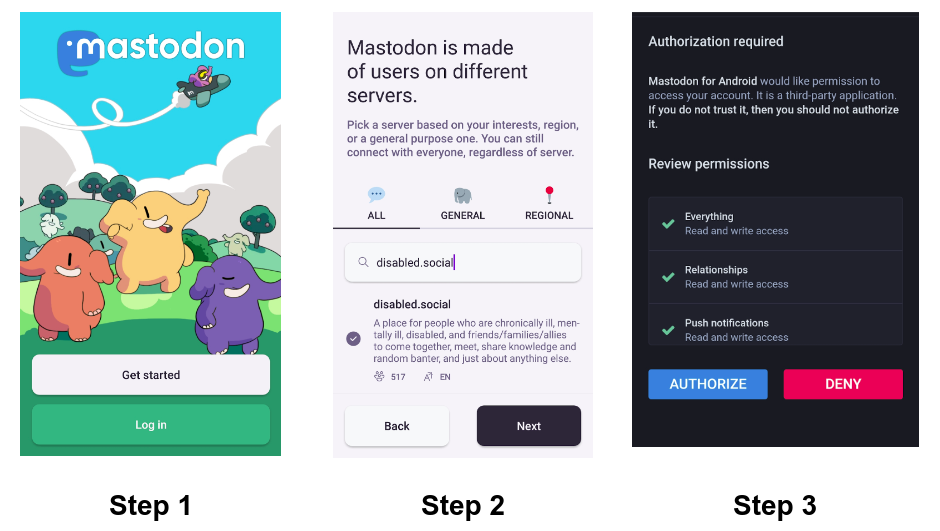 mastodon
Get started
Log in
Step 1
Mastodon is made
of users on different
servers.
Pick a server based on your interests, region,
or a general purpose one. You can still
connect with everyone, regardless of server.
ALL
GENERAL
REGIONAL
disabled.social
disabled.social
A place for people who are chronically ill, men-
tally ill, disabled, and friends/families/allies
to come together, meet, share knowledge and
random banter, and just about anything else.
517
EN
Back
Next
Step 2
Authorization required
Mastodon for Android would like permission to
access your account. It is a third-party application.
If you do not trust it, then you should not authorize
it.
Review permissions
Everything
Read and write access
Relationships
Read and write access
Push notifications
Read and write access
AUTHORIZE
DENY
Step 3